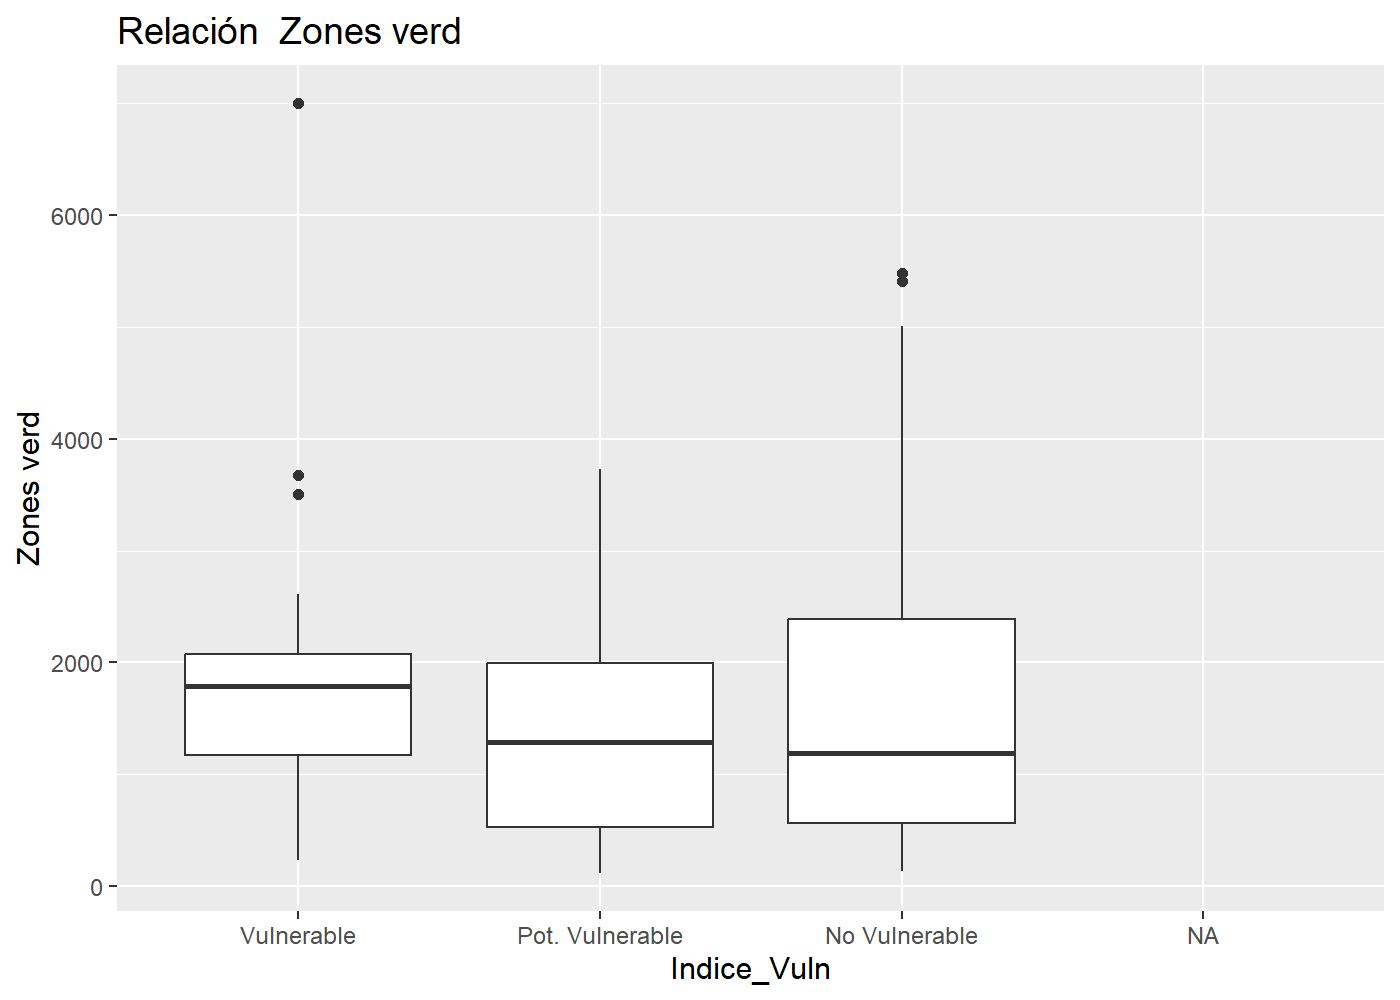 Relación  Zones verd
Zones verd
6000
4000
2000
0
Vulnerable
Pot. Vulnerable
No Vulnerable
NA
Indice_Vuln